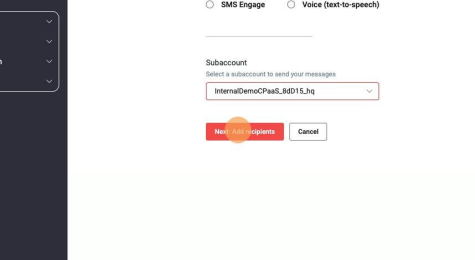 SMS Engage
Voice (text-to-speech)
Subaccount
Select a subaccount to send your messages
InternalDemoCPaaS_8dD15_hq
Next: Add recipients
Cancel